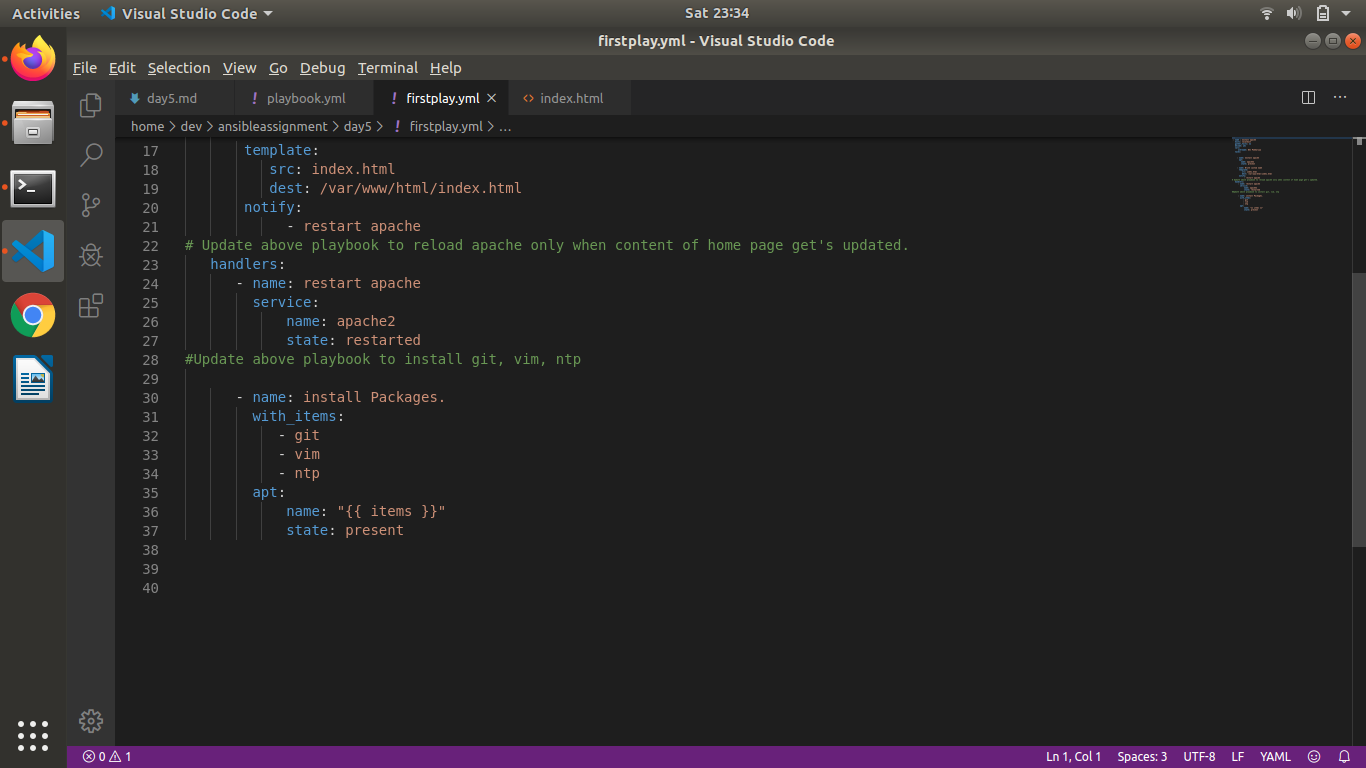 Activities Visual Studio Code Sat 23:34
firstplay.yml - Visual Studio Code
File Edit Selection View Go Debug Terminal Help
day5.md ! playbook.yml ! firstplay.yml <> index.html
home > dev > ansibleassignment > day5 > ! firstplay.yml > ...
17 template:
18 src: index.html
19 dest: /var/www/html/index.html
20 notify:
21 - restart apache
22 # Update above playbook to reload apache only when content of home page get's updated.
23 handlers:
24 - name: restart apache
25 service:
26 name: apache2
27 state: restarted
28 #Update above playbook to install git, vim, ntp
29
30 - name: install Packages.
31 with_items:
32 - git
33 - vim
34 - ntp
35 apt:
36 name: "{{ items }}"
37 state: present
38
39
40
0 1 Ln 1, Col 1 Spaces: 3 UTF-8 LF YAML